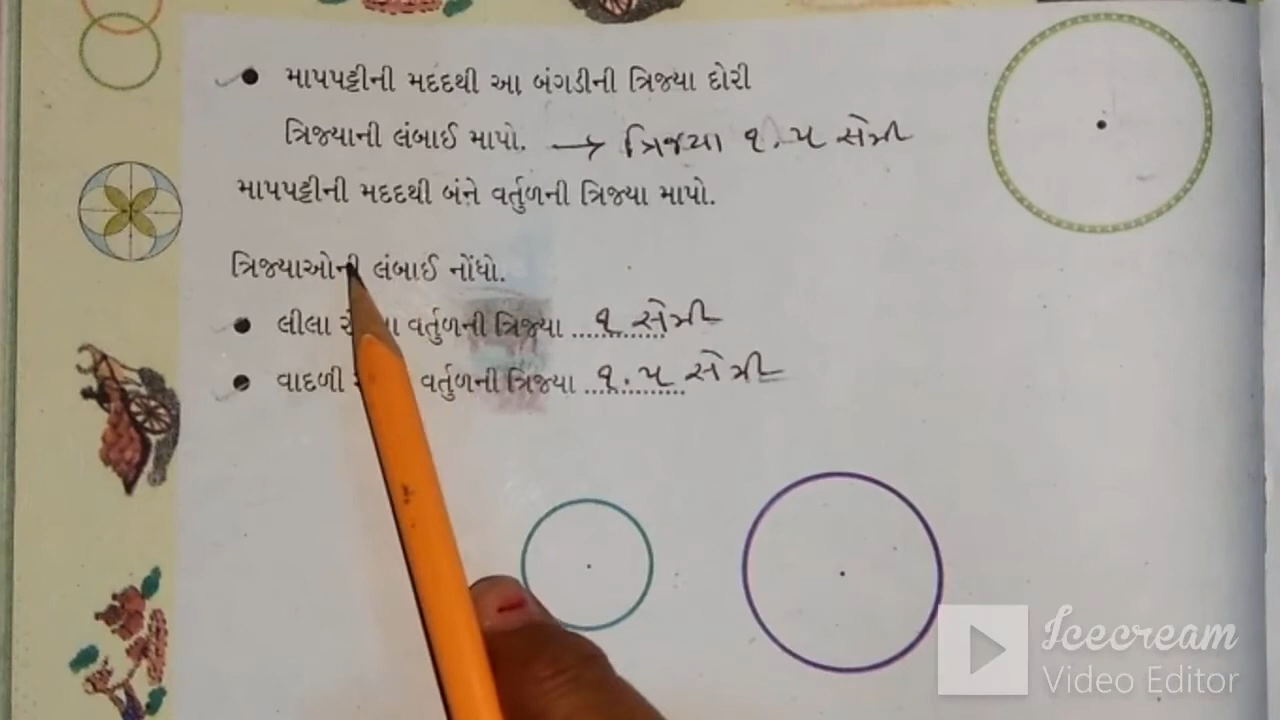 માપપટ્ટીની મદદથી આ બંગડીની ત્રિજ્યા દોરી
ત્રિજ્યાની લંબાઈ માપો. → ત્રિજ્યા ૧.૫ સેમી
માપપટ્ટીની મદદથી બંને વર્તુળની ત્રિજ્યા માપો.
ત્રિજ્યાઓની લંબાઈ નોંધો.
લીલા વર્તુળની ત્રિજ્યા ............ ૧ સેમી
વાદળી વર્તુળની ત્રિજ્યા ............ ૧.૫ સેમી
Icecream
Video Editor